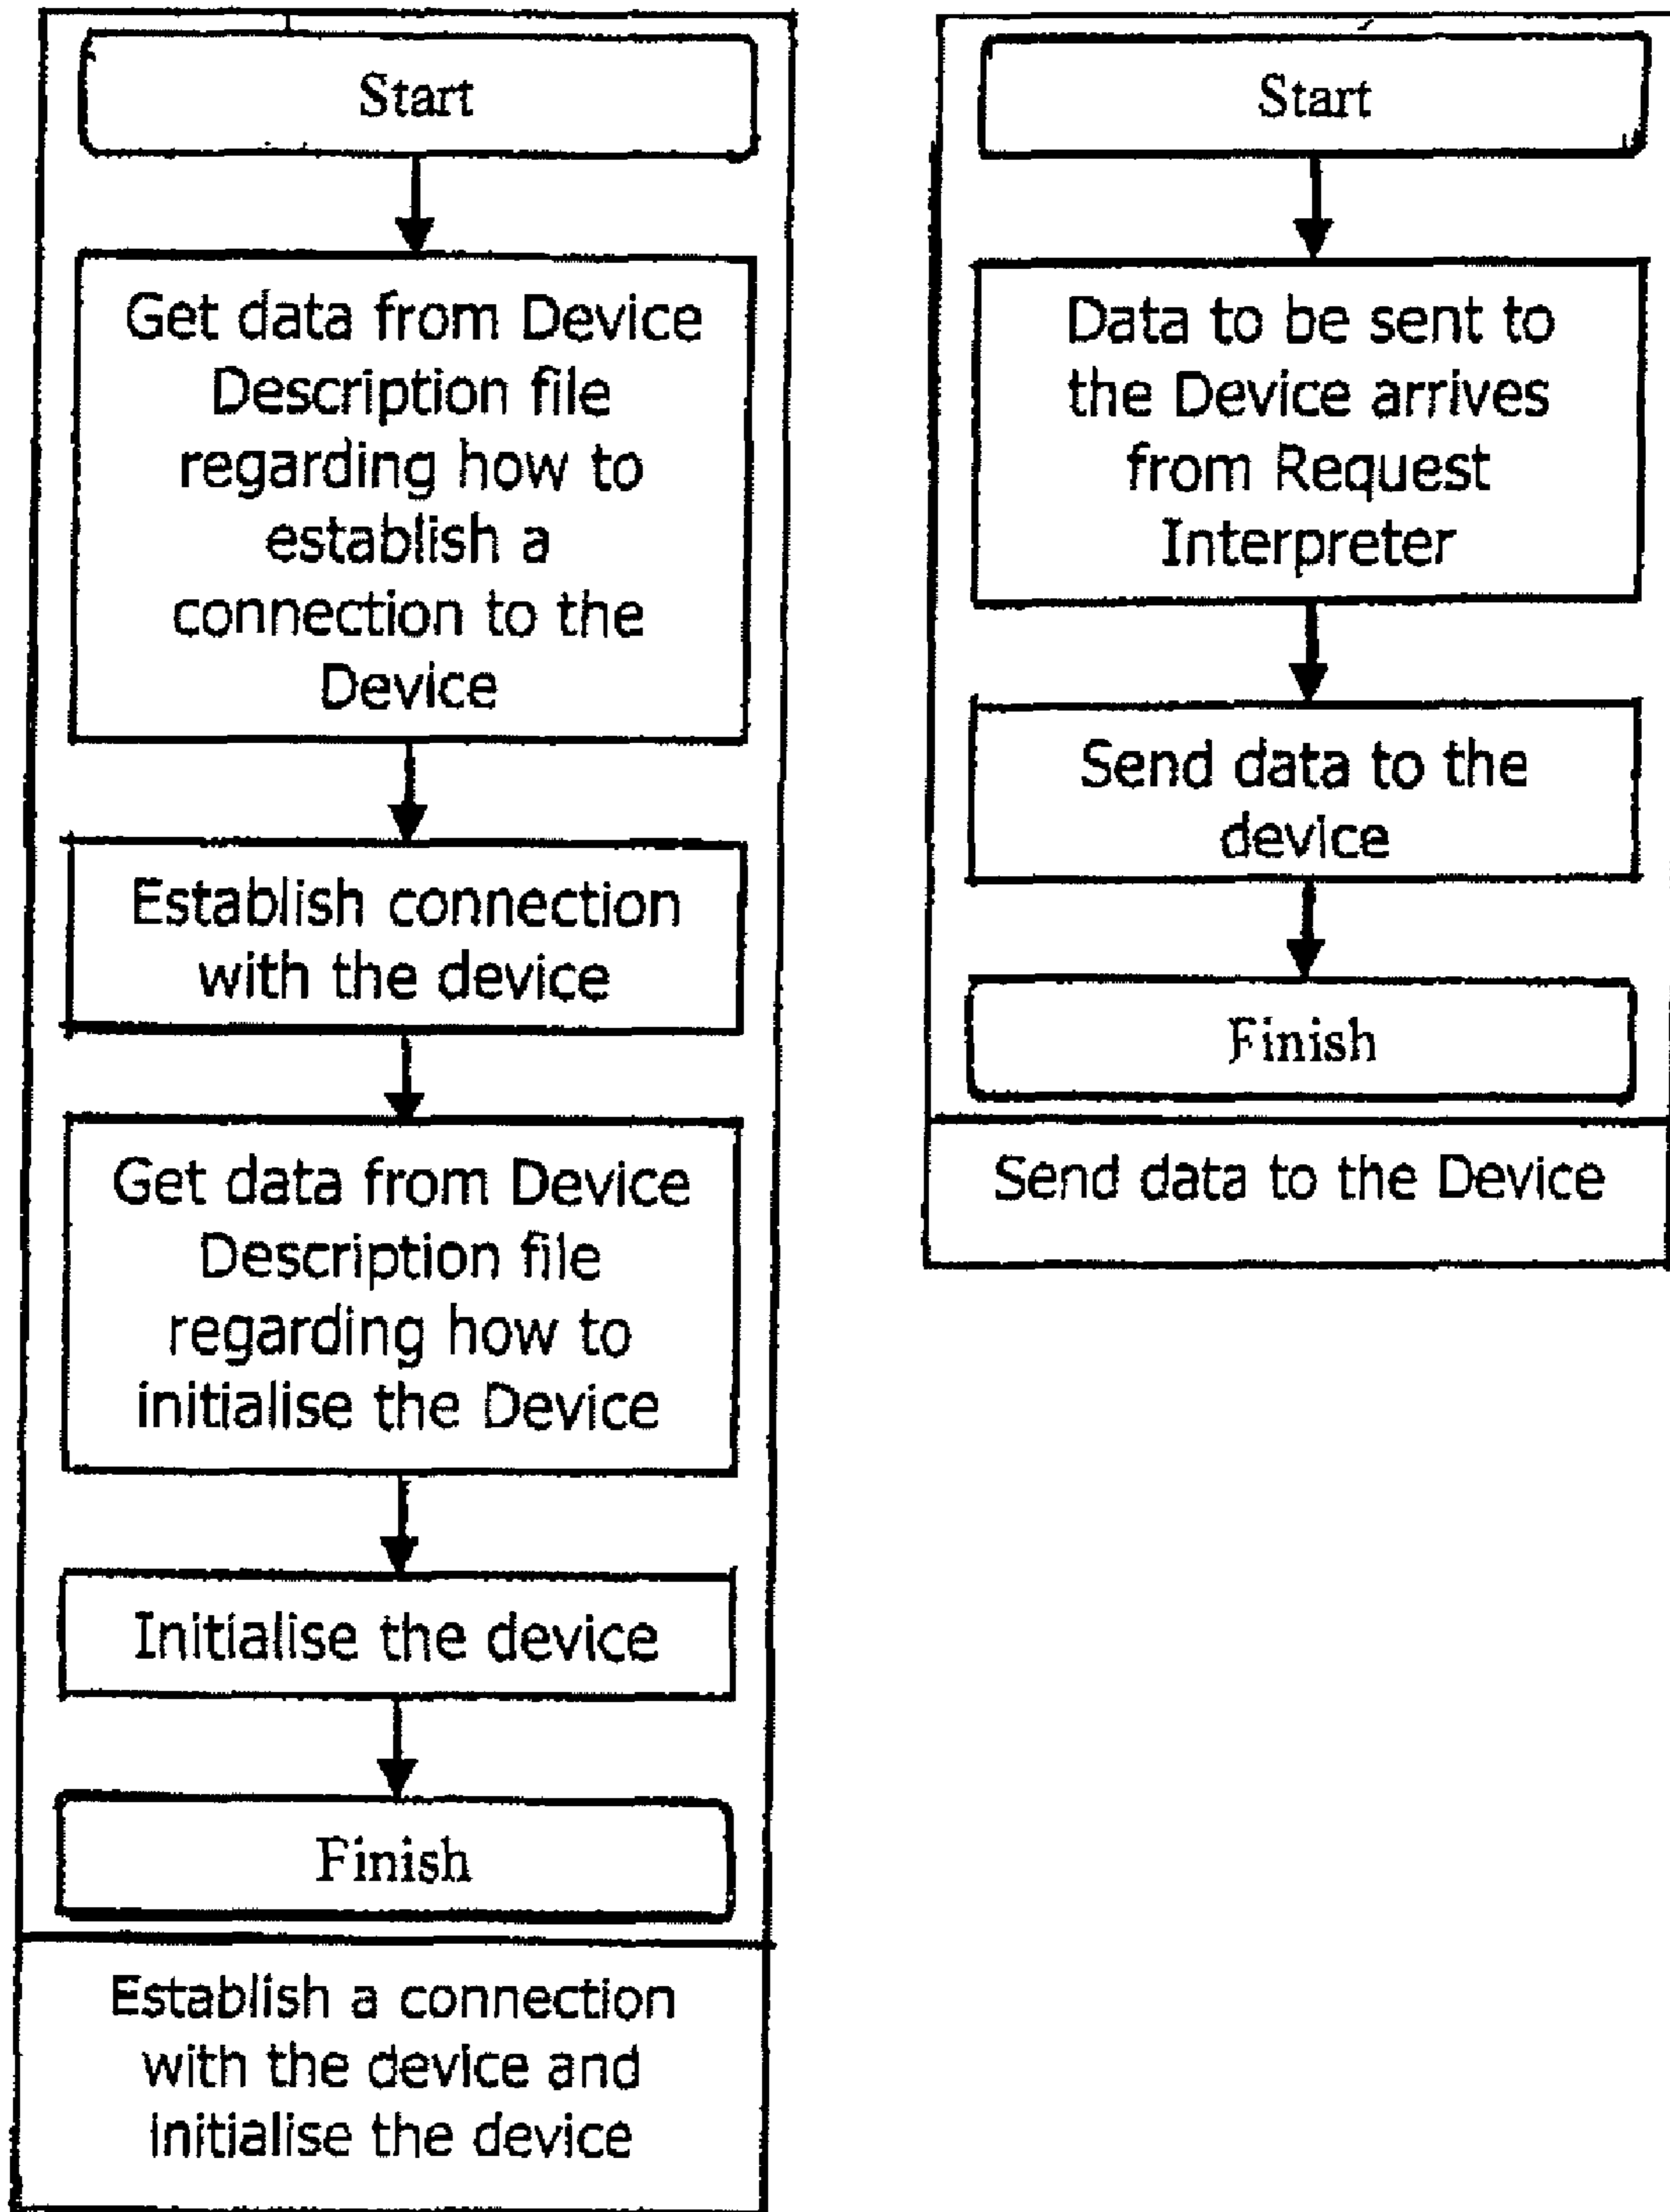 Start
Get data from Device
Description file
regarding how to
establish a
connection to the
Device
Establish connection
with the device
Get data from Device
Description file
regarding how to
initialise the Device
Initialise the device
Finish
Establish a connection
with the device and
initialise the device
Start
Data to be sent to
the Device arrives
from Request
Interpreter
Send data to the
device
Finish
Send data to the Device